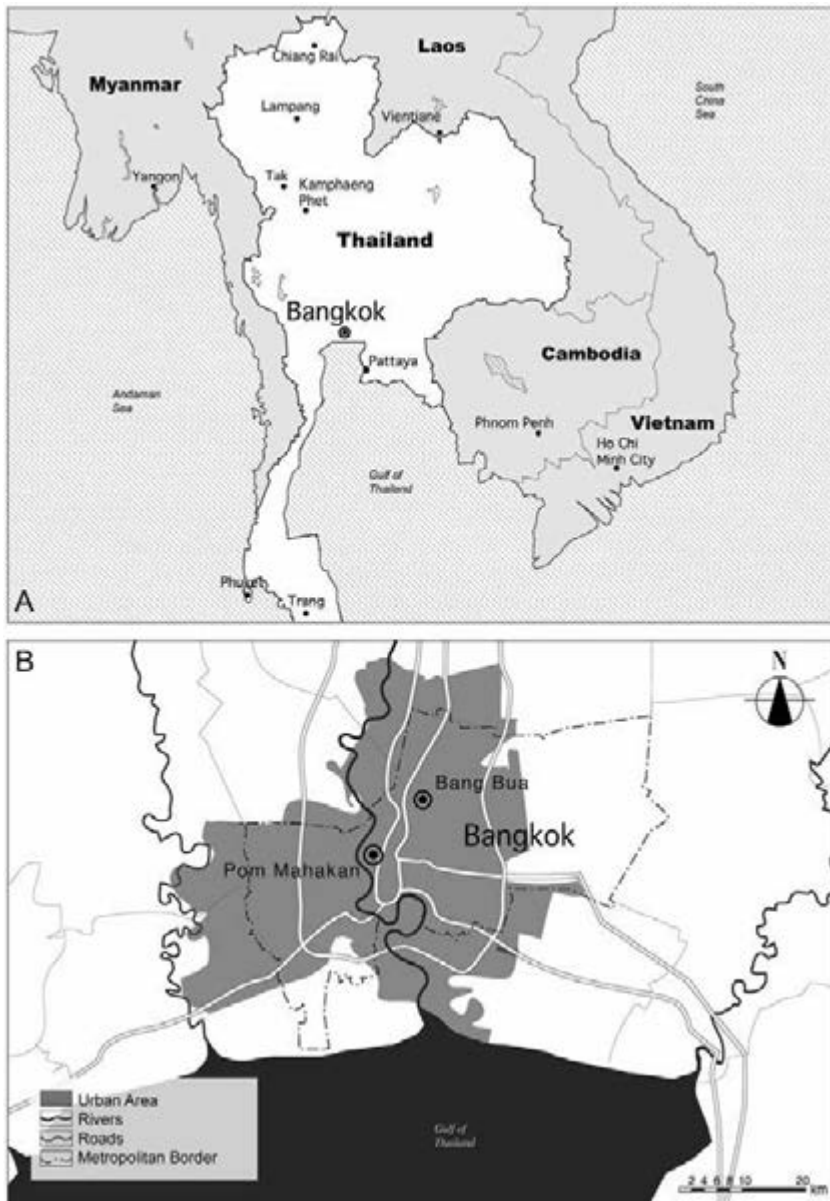 Chiang Rai
Laos
Myanmar
South
China
Sea
Lampang
Vientiane
Yangon
Tak
Kamphaeng
Phet
Thailand
Bangkok
Pattaya
Cambodia
Andaman
Sea
Phnom Penh
Vietnam
Ho Chi
Minh City
Gulf of
Thailand
Phuket
Trang
A
B
N
Bang Bua
Bangkok
Pom Mahakan
Urban Area
Rivers
Roads
Metropolitan Border
Gulf of
Thailand
2 4 6 8 10 20
km